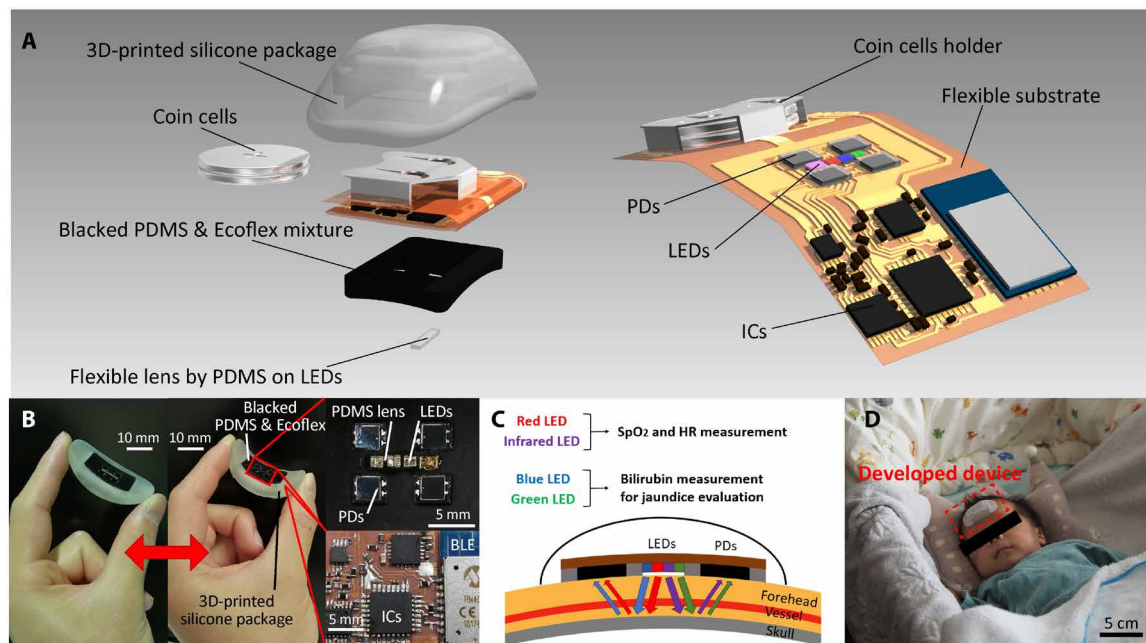 A
3D-printed silicone package
Coin cells
Blacked PDMS & Ecoflex mixture
Flexible lens by PDMS on LEDs
Coin cells holder
Flexible substrate
PDs
LEDs
ICs
B
10 mm
10 mm
Blacked
PDMS & Ecoflex
3D-printed
silicone package
PDMS lens
LEDs
PDs
5 mm
BLE
5 mm
ICs
C
Red LED
Infrared LED
SpO2 and HR measurement
Blue LED
Green LED
Bilirubin measurement
for jaundice evaluation
LEDs
PDs
Forehead
Vessel
Skull
D
Developed device
5 cm